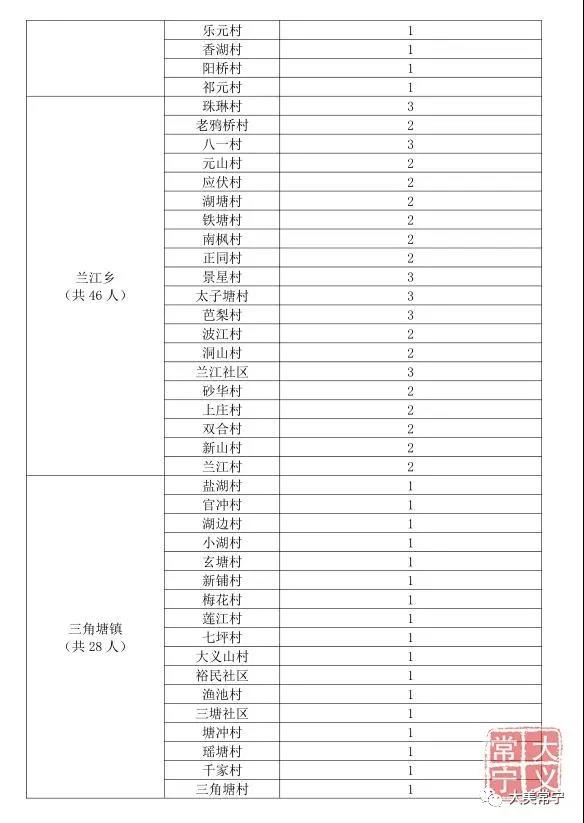 乐元村 1
香湖村 1
阳桥村 1
祁元村 1
兰江乡
（共 46 人）
珠琳村 3
老鸦桥村 2
八一村 3
元山村 2
应伏村 2
湖塘村 2
铁塘村 2
南枫村 2
正同村 2
景星村 3
太子塘村 3
芭梨村 3
波江村 2
洞山村 2
兰江社区 3
砂华村 2
上庄村 2
双合村 2
新山村 2
兰江村 2
三角塘镇
（共 28 人）
盐湖村 1
官冲村 1
湖边村 1
小湖村 1
玄塘村 1
新铺村 1
梅花村 1
莲江村 1
七坪村 1
大义山村 1
裕民社区 1
渔池村 1
三塘社区 1
塘冲村 1
瑶塘村 1
千家村 1
三角塘村 1
常大
宁义
大美常宁